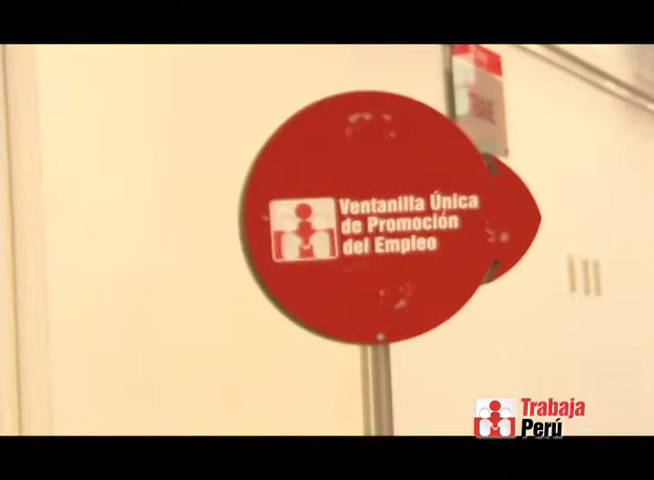 Ventanilla Única
de Promoción
del Empleo
Trabaja
Perú